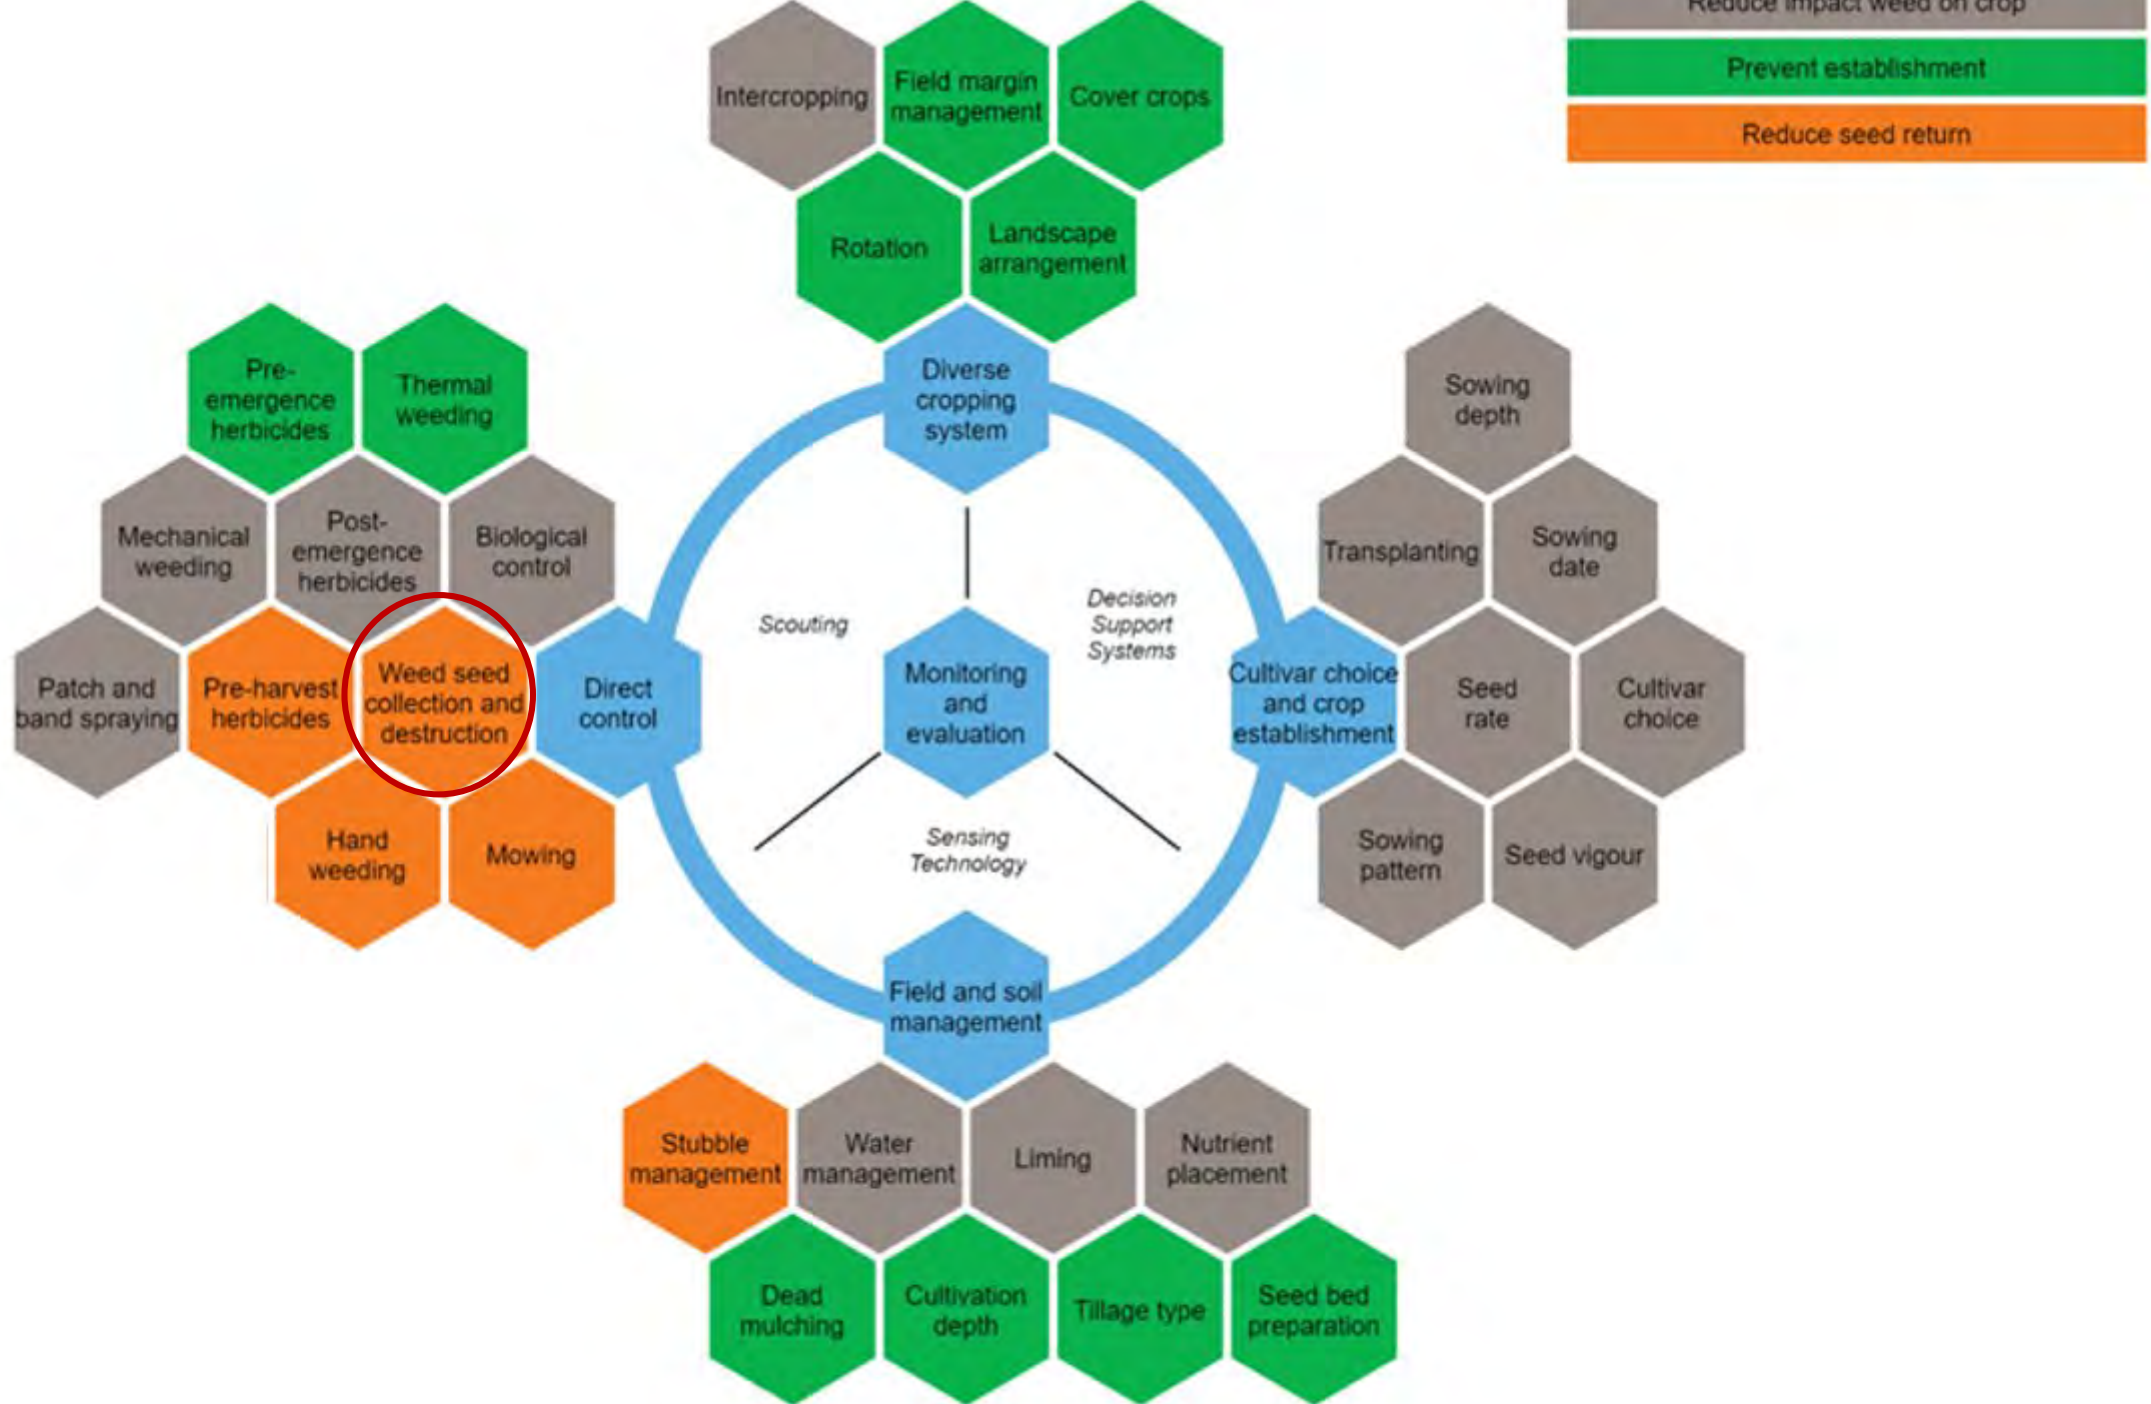 Reduce impact weed on crop
Prevent establishment
Reduce seed return
Intercropping
Field margin
management
Cover crops
Rotation
Landscape
arrangement
Diverse
cropping
system
Pre-
emergence
herbicides
Thermal
weeding
Mechanical
weeding
Post-
emergence
herbicides
Biological
control
Patch and
band spraying
Pre-harvest
herbicides
Weed seed
collection and
destruction
Direct
control
Hand
weeding
Mowing
Scouting
Decision
Support
Systems
Monitoring
and
evaluation
Sensing
Technology
Cultivar choice
and crop
establishment
Sowing
depth
Transplanting
Sowing
date
Seed
rate
Cultivar
choice
Sowing
pattern
Seed vigour
Field and soil
management
Stubble
management
Water
management
Liming
Nutrient
placement
Dead
mulching
Cultivation
depth
Tillage type
Seed bed
preparation